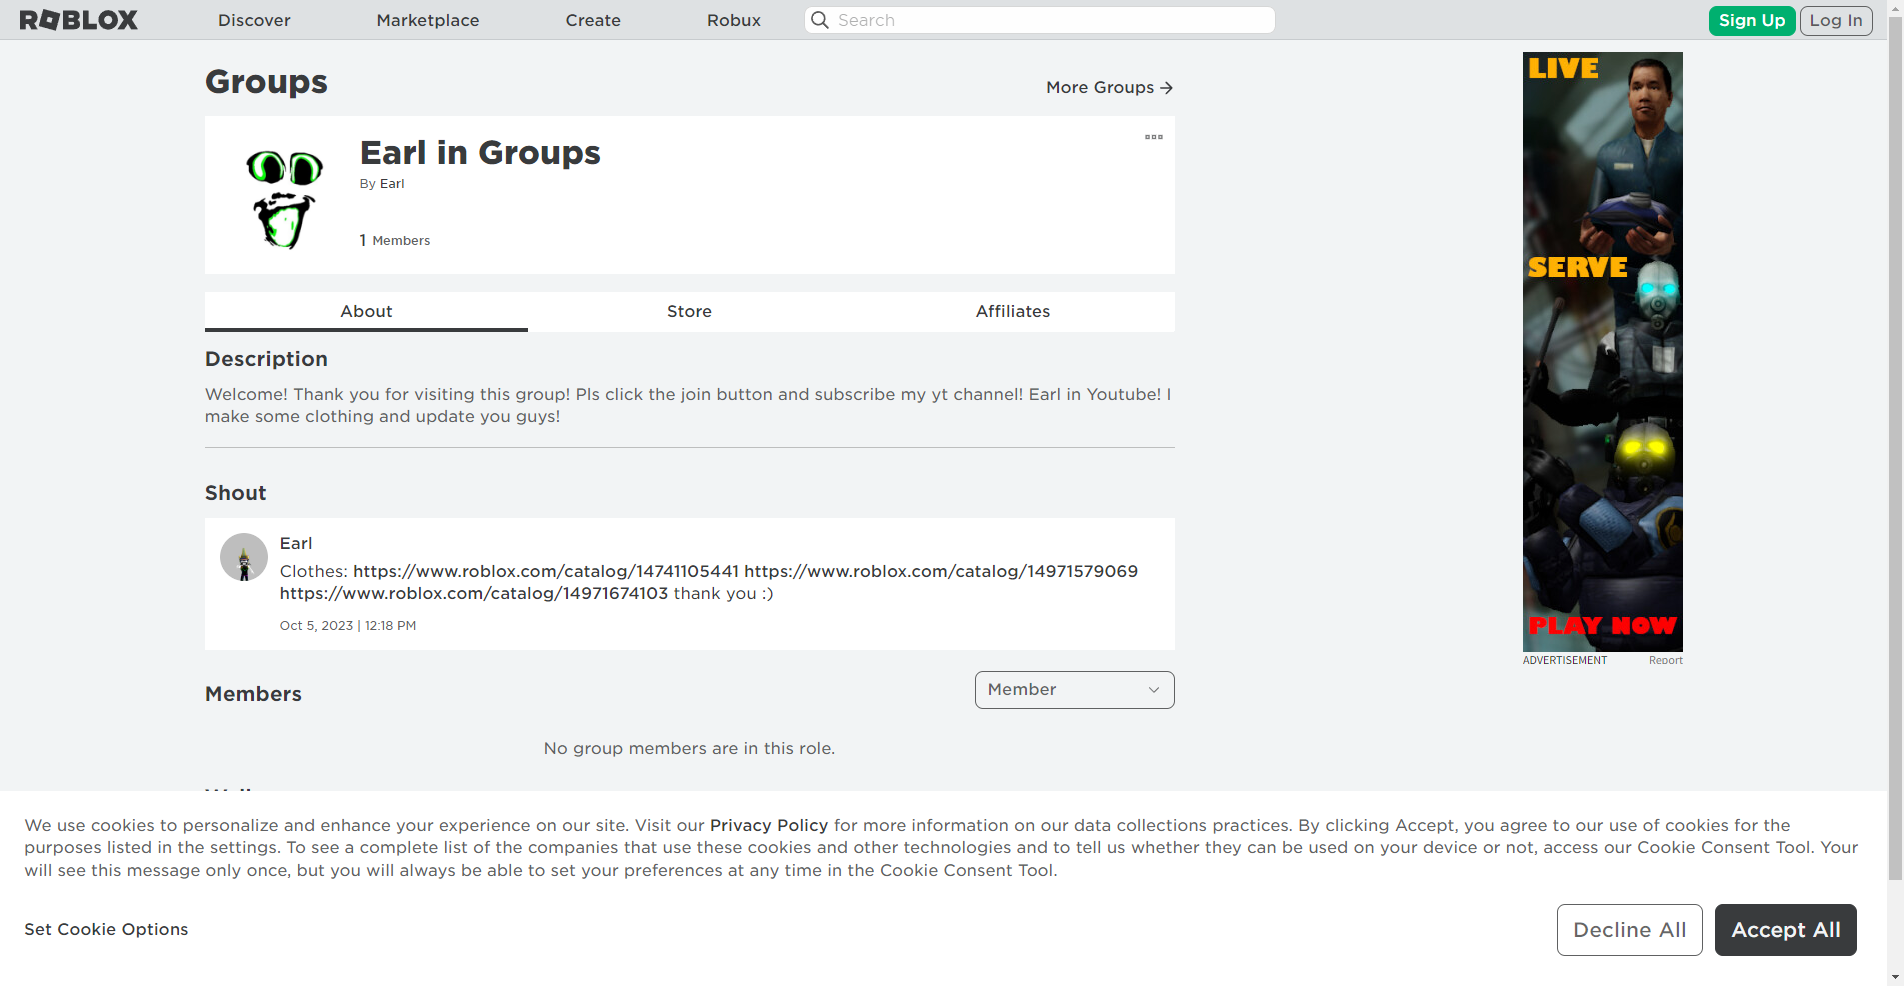 ROBLOX
Discover
Marketplace
Create
Robux
Search
Sign Up
Log In
Groups
More Groups
Earl in Groups
By Earl
1 Members
About
Store
Affiliates
Description
Welcome! Thank you for visiting this group! Pls click the join button and subscribe my yt channel! Earl in Youtube! I
make some clothing and update you guys!
Shout
Earl
Clothes: https://www.roblox.com/catalog/14741105441 https://www.roblox.com/catalog/14971579069
https://www.roblox.com/catalog/14971674103 thank you :)
Oct 5, 2023 | 12:18 PM
Members
Member
No group members are in this role.
LIVE
SERVE
PLAY NOW
ADVERTISEMENT
Report
We use cookies to personalize and enhance your experience on our site. Visit our Privacy Policy for more information on our data collections practices. By clicking Accept, you agree to our use of cookies for the
purposes listed in the settings. To see a complete list of the companies that use these cookies and other technologies and to tell us whether they can be used on your device or not, access our Cookie Consent Tool. Your
will see this message only once, but you will always be able to set your preferences at any time in the Cookie Consent Tool.
Set Cookie Options
Decline All
Accept All